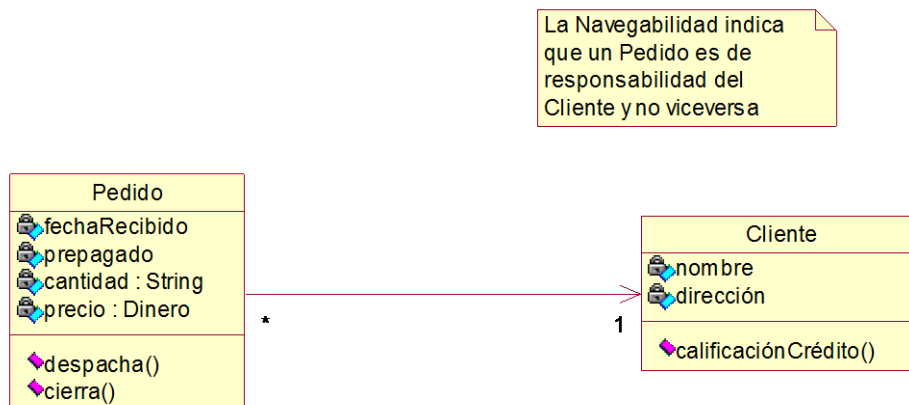 La Navegabilidad indica
que un Pedido es de
responsabilidad del
Cliente y no viceversa
Pedido
fechaRecibido
prepagado
cantidad : String
precio : Dinero
despacha()
cierra()
*
1
Cliente
nombre
dirección
calificaciónCrédito()